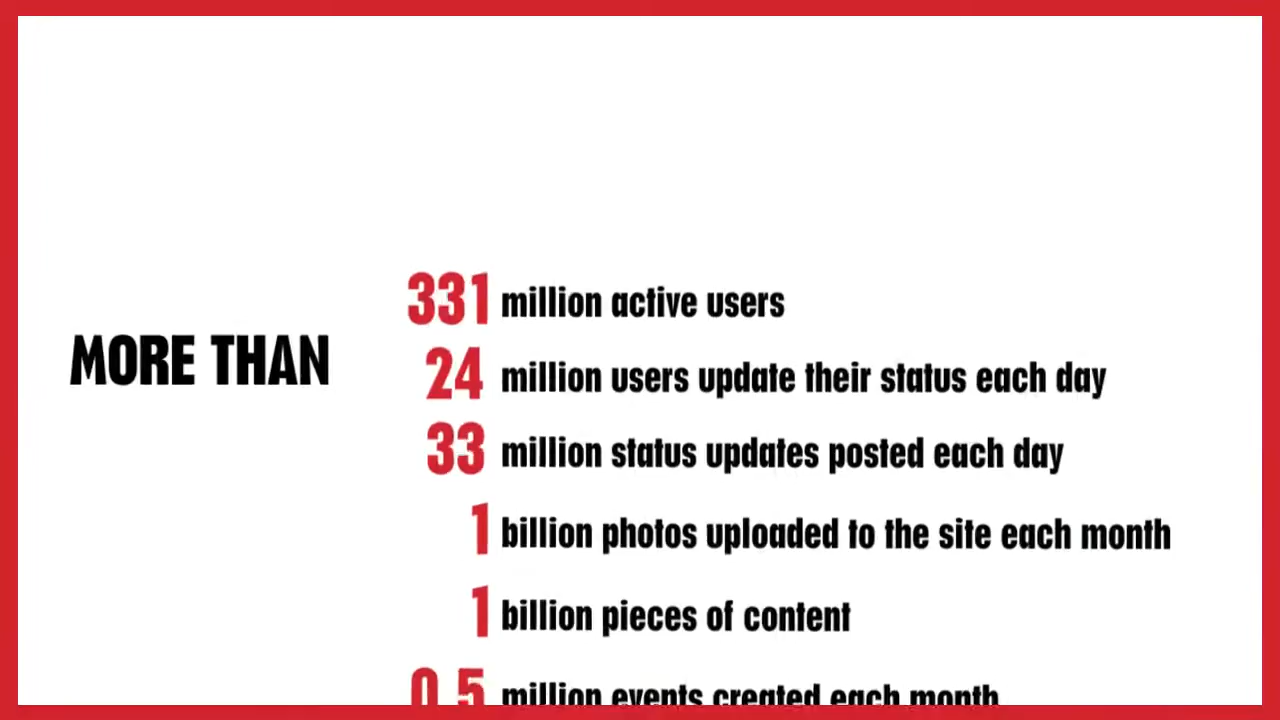 331 million active users
MORE THAN
24 million users update their status each day
33 million status updates posted each day
1 billion photos uploaded to the site each month
1 billion pieces of content
0.5 million events created each month